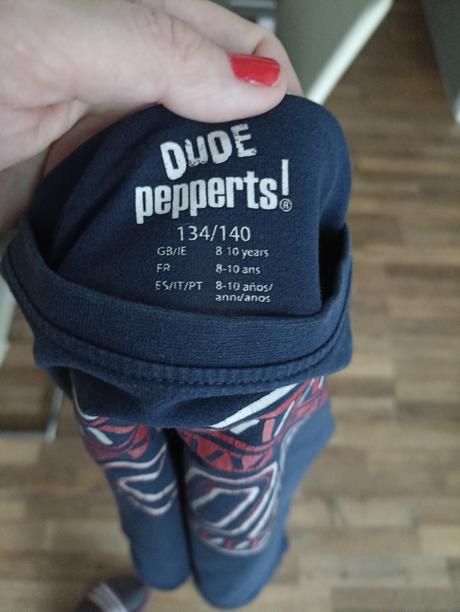 DUDE
pepperts!®
134/140
GB/IE 8-10 years
FR 8-10 ans
ES/IT/PT 8-10 años/
anni/anos